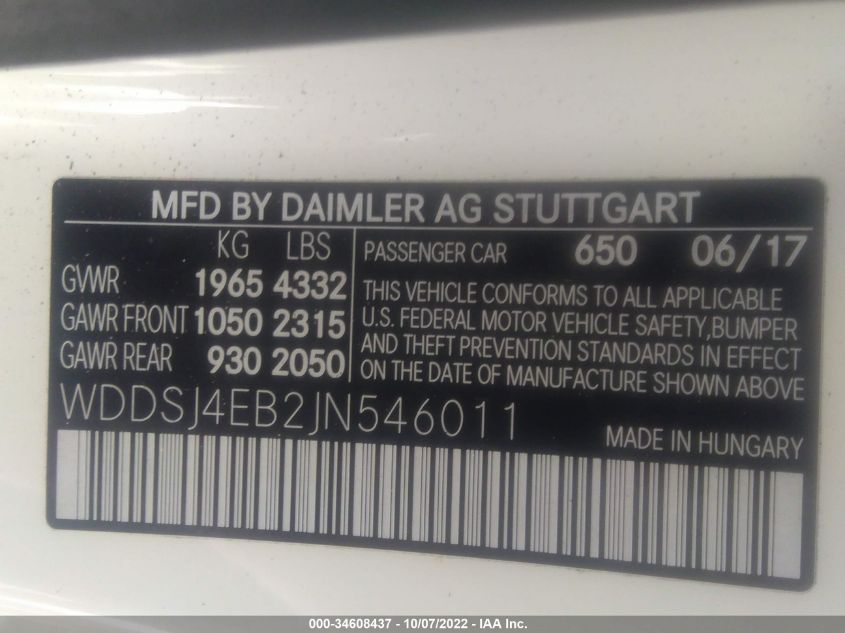 MFD BY DAIMLER AG STUTTGART
KG LBS
GVWR 1965 4332
GAWR FRONT 1050 2315
GAWR REAR 930 2050
PASSENGER CAR 650 06/17
THIS VEHICLE CONFORMS TO ALL APPLICABLE
U.S. FEDERAL MOTOR VEHICLE SAFETY,BUMPER
AND THEFT PREVENTION STANDARDS IN EFFECT
ON THE DATE OF MANUFACTURE SHOWN ABOVE
WDDSJ4EB2JN546011
MADE IN HUNGARY
000-34608437 - 10/07/2022 - IAA Inc.